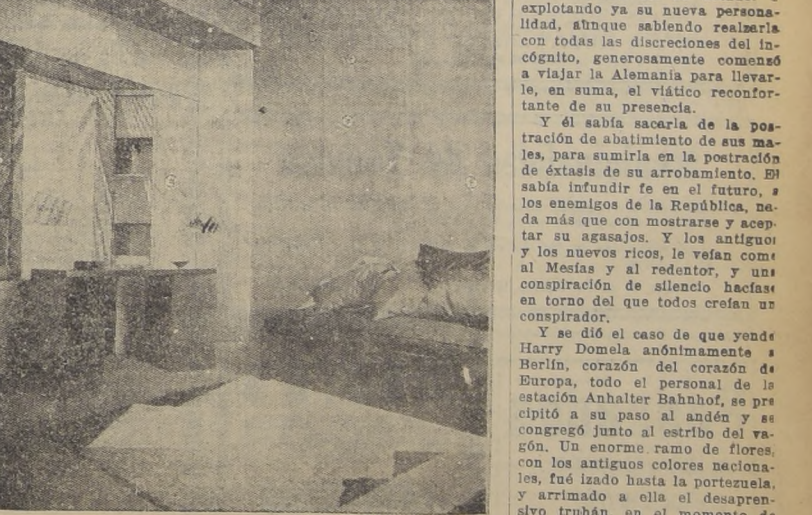 explotando ya su nueva persona-
lidad, aunque sabiendo realzarla
con todas las discreciones del in-
cógnito, generosamente comenzó
a viajar la Alemania para llevar-
le, en suma, el viático reconfor-
tante de su presencia.
Y él sabía sacarla de la pos-
tración de abatimiento de sus ma-
les, para sumirla en la postración
de éxtasis de su arrobamiento. El
sabía infundir fe en el futuro, a
los enemigos de la República, na-
da más que con mostrarse y acep-
tar su agasajos. Y los antiguos
y los nuevos ricos, le veían como
al Mesías y al redentor, y una
conspiración de silencio hacíase
en torno del que todos creían un
conspirador.
Y se dió el caso de que yendo
Harry Domela anónimamente a
Berlín, corazón del corazón de
Europa, todo el personal de la
estación Anhalter Bahnhof, se pre
cipitó a su paso al andén y se
congregó junto al estribo del va-
gón. Un enorme ramo de flores,
con los antiguos colores naciona-
les, fué izado hasta la portezuela,
y arrimado a ella el desapren-
sivo truhán, en el momento de